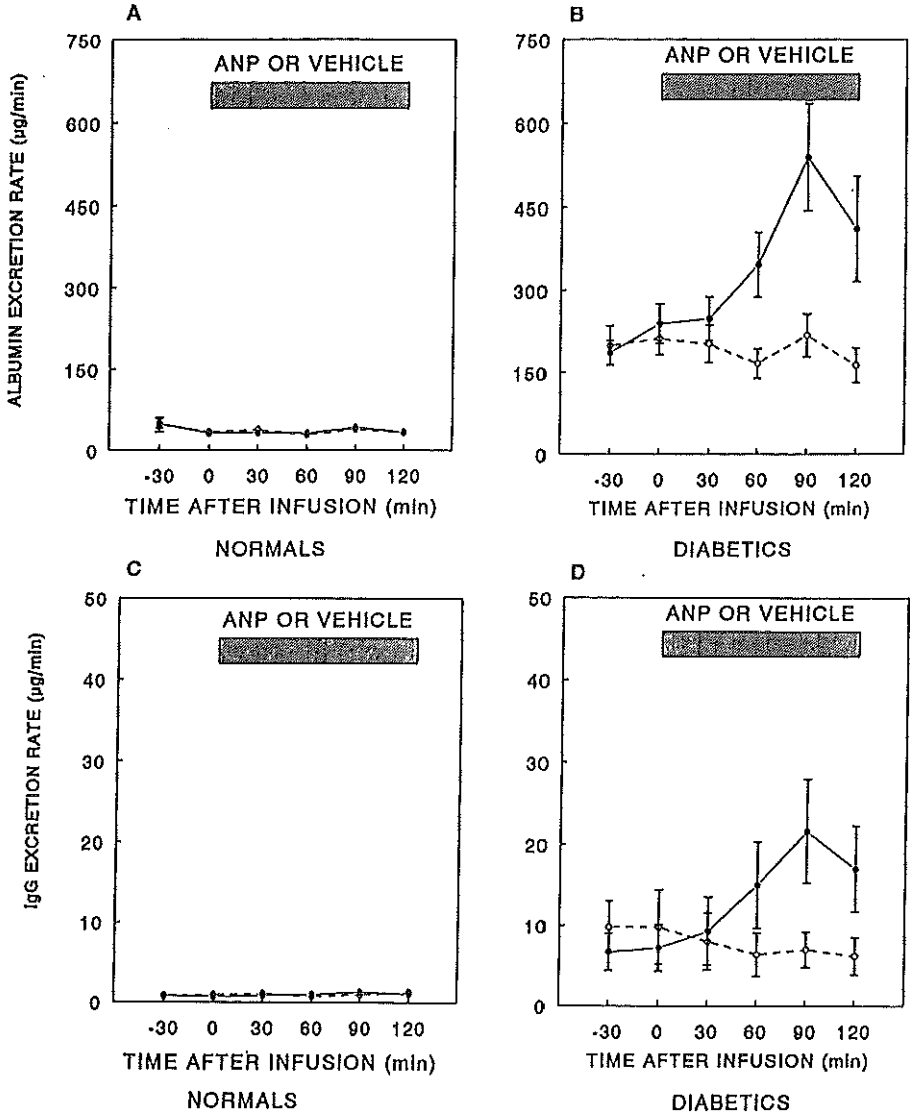 A
ALBUMIN EXCRETION RATE (µg/min)
750
600
450
300
150
0
ANP OR VEHICLE
-30 0 30 60 90 120
TIME AFTER INFUSION (min)
NORMALS
B
750
600
450
300
150
0
ANP OR VEHICLE
-30 0 30 60 90 120
TIME AFTER INFUSION (min)
DIABETICS
C
IgG EXCRETION RATE (µg/min)
50
40
30
20
10
0
ANP OR VEHICLE
-30 0 30 60 90 120
TIME AFTER INFUSION (min)
NORMALS
D
50
40
30
20
10
0
ANP OR VEHICLE
-30 0 30 60 90 120
TIME AFTER INFUSION (min)
DIABETICS